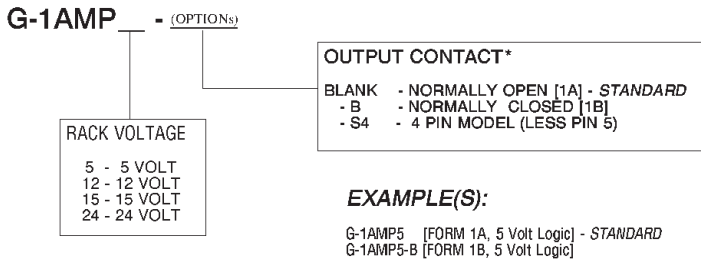 G-1AMP__ - (OPTIONs)
OUTPUT CONTACT*
BLANK - NORMALLY OPEN [1A] - STANDARD
- B - NORMALLY CLOSED [1B]
- S4 - 4 PIN MODEL (LESS PIN 5)
RACK VOLTAGE
5 - 5 VOLT
12 - 12 VOLT
15 - 15 VOLT
24 - 24 VOLT
EXAMPLE(S):
G-1AMP5 [FORM 1A, 5 Volt Logic] - STANDARD
G-1AMP5-B [FORM 1B, 5 Volt Logic]